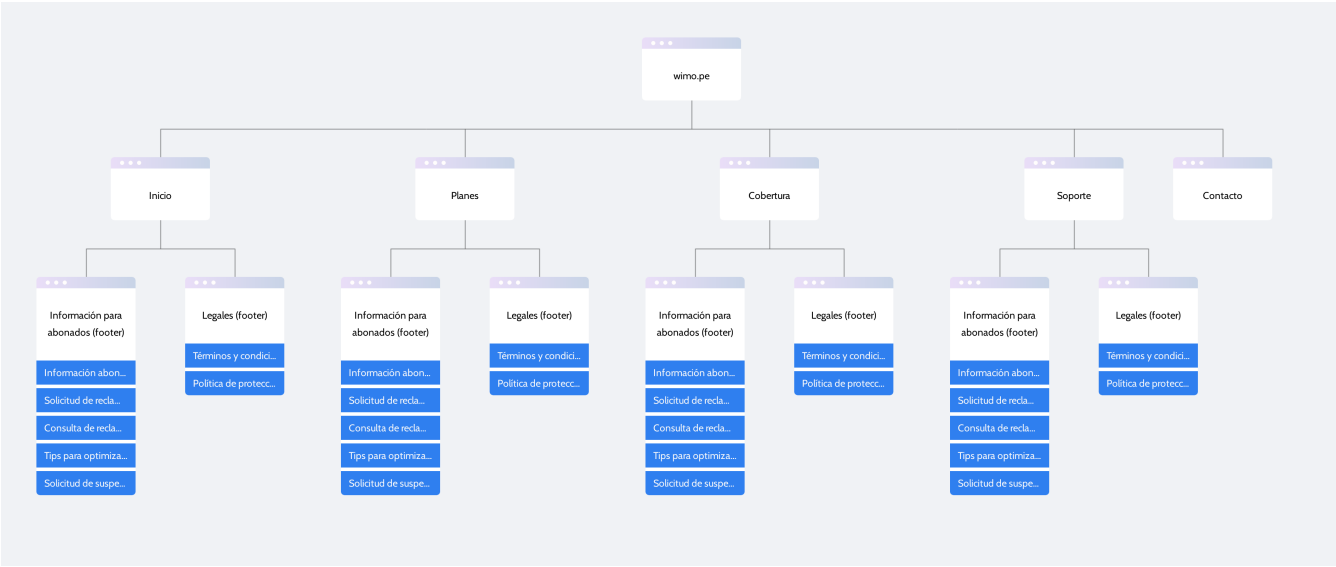 wimo.pe
Inicio
Planes
Cobertura
Soporte
Contacto
Información para
abonados (footer)
Información abon...
Solicitud de recla...
Consulta de recla...
Tips para optimiza...
Solicitud de suspe...
Legales (footer)
Términos y condici...
Política de protecc...
Información para
abonados (footer)
Información abon...
Solicitud de recla...
Consulta de recla...
Tips para optimiza...
Solicitud de suspe...
Legales (footer)
Términos y condici...
Política de protecc...
Información para
abonados (footer)
Información abon...
Solicitud de recla...
Consulta de recla...
Tips para optimiza...
Solicitud de suspe...
Legales (footer)
Términos y condici...
Política de protecc...
Información para
abonados (footer)
Información abon...
Solicitud de recla...
Consulta de recla...
Tips para optimiza...
Solicitud de suspe...
Legales (footer)
Términos y condici...
Política de protecc...